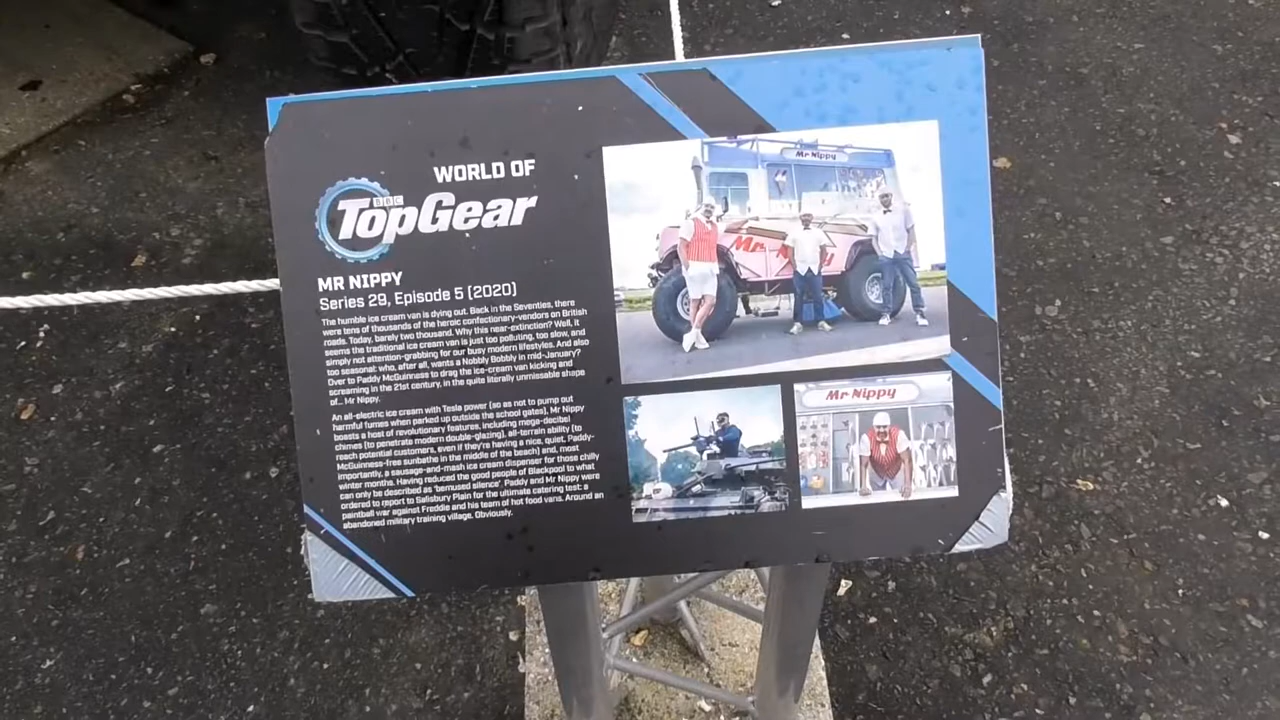 WORLD OF
BBC
TopGear
MR NIPPY
Series 29, Episode 5 (2020)
The humble ice cream van is dying out. Back in the Seventies, there
were tens of thousands of the heroic confectionary-vendors on British
roads. Today, barely two thousand. Why this near-extinction? Well, it
seems the traditional ice cream van is just too polluting, too slow, and
simply not attention-grabbing for our busy modern lifestyles. And also
too seasonal: who, after all, wants a Nobbly Bobbly in mid-January?
Over to Paddy McGuinness to drag the ice-cream van kicking and
screaming in the 21st century, in the quite literally unmissable shape
of... Mr Nippy.
An all-electric ice cream with Tesla power (so as not to pump out
harmful fumes when parked up outside the school gates), Mr Nippy
boasts a host of revolutionary features, including mega-decibel
chimes (to penetrate modern double-glazing), all-terrain ability (to
reach potential customers, even if they're having a nice, quiet, Paddy-
McGuinness-free sunbathe in the middle of the beach) and, most
importantly, a sausage-and-mash ice cream dispenser for those chilly
winter months. Having reduced the good people of Blackpool to what
can only be described as 'bemused silence', Paddy and Mr Nippy were
ordered to report to Salisbury Plain for the ultimate catering test: a
paintball war against Freddie and his team of hot food vans. Around an
abandoned military training village. Obviously.
Mr Nippy
Mr Nippy
Mr Nippy